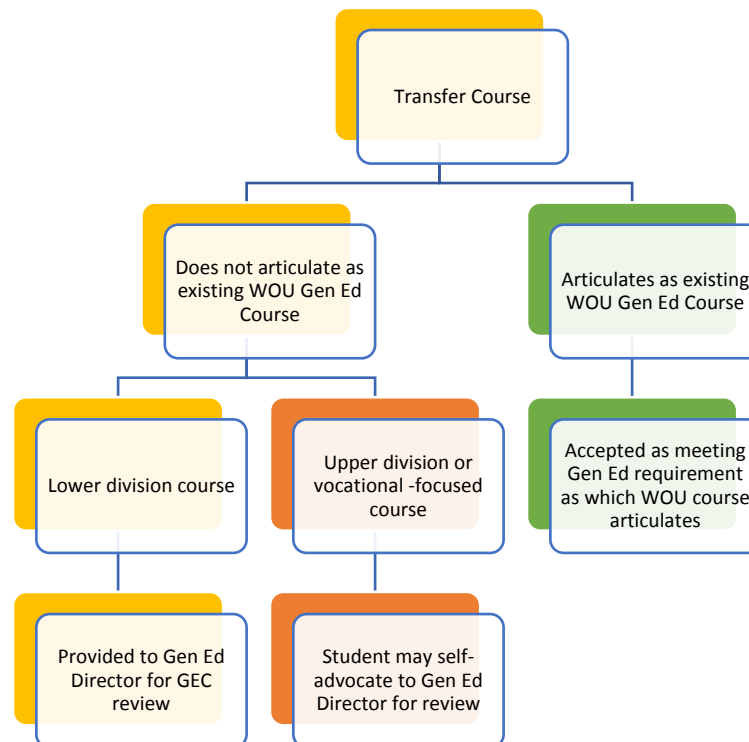 Transfer Course
Does not articulate as
existing WOU Gen Ed
Course
Articulates as existing
WOU Gen Ed Course
Lower division course
Upper division or
vocational -focused
course
Accepted as meeting
Gen Ed requirement
as which WOU course
articulates
Provided to Gen Ed
Director for GEC
review
Student may self-
advocate to Gen Ed
Director for review